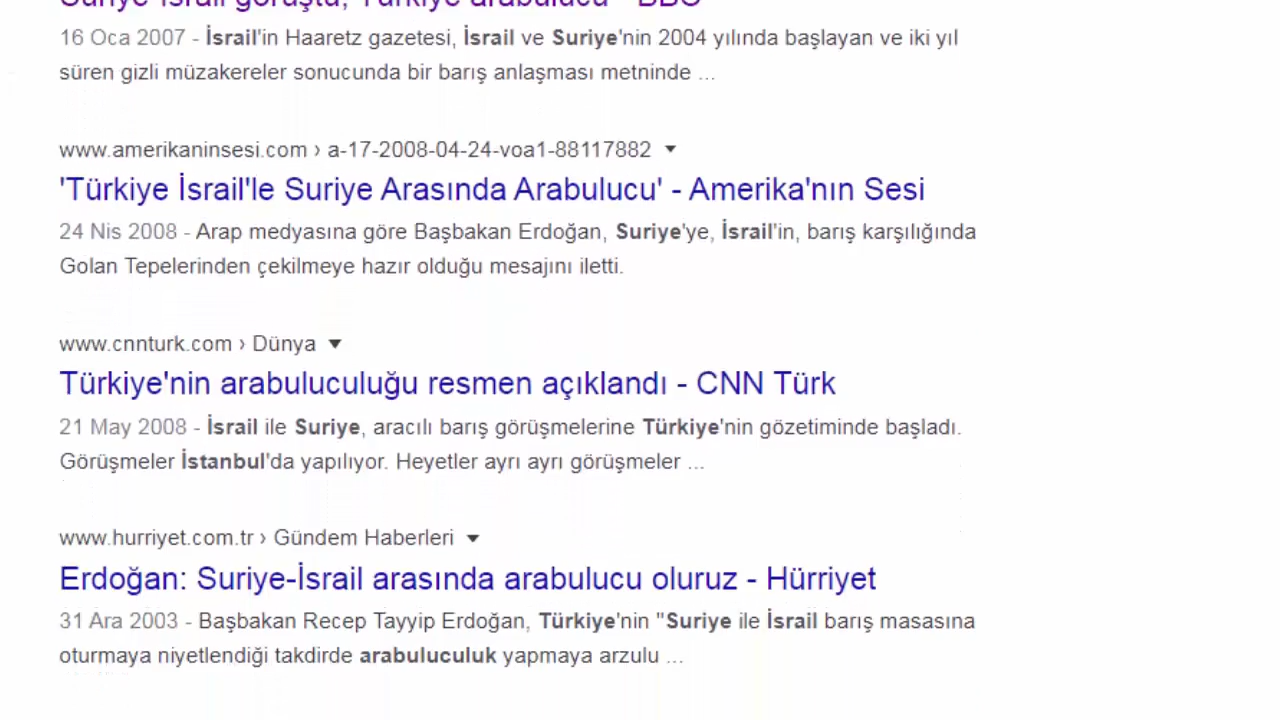 Suriye-İsrail görüştü, Türkiye arabulucu - BBC
16 Oca 2007 - İsrail'in Haaretz gazetesi, İsrail ve Suriye'nin 2004 yılında başlayan ve iki yıl
süren gizli müzakereler sonucunda bir barış anlaşması metninde ...
www.amerikaninsesi.com › a-17-2008-04-24-voa1-88117882
'Türkiye İsrail'le Suriye Arasında Arabulucu' - Amerika'nın Sesi
24 Nis 2008 - Arap medyasına göre Başbakan Erdoğan, Suriye'ye, İsrail'in, barış karşılığında
Golan Tepelerinden çekilmeye hazır olduğu mesajını iletti.
www.cnnturk.com › Dünya
Türkiye'nin arabuluculuğu resmen açıklandı - CNN Türk
21 May 2008 - İsrail ile Suriye, aracılı barış görüşmelerine Türkiye'nin gözetiminde başladı.
Görüşmeler İstanbul'da yapılıyor. Heyetler ayrı ayrı görüşmeler ...
www.hurriyet.com.tr › Gündem Haberleri
Erdoğan: Suriye-İsrail arasında arabulucu oluruz - Hürriyet
31 Ara 2003 - Başbakan Recep Tayyip Erdoğan, Türkiye'nin "Suriye ile İsrail barış masasına
oturmaya niyetlendiği takdirde arabuluculuk yapmaya arzulu ...